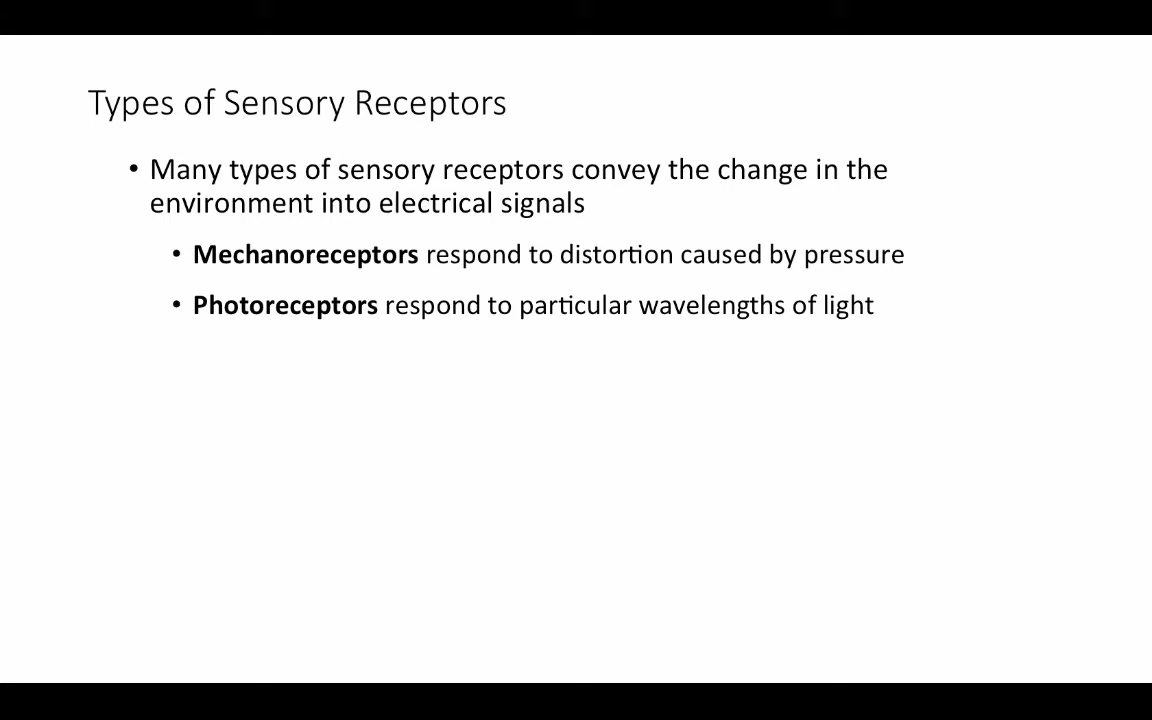 Types of Sensory Receptors
• Many types of sensory receptors convey the change in the
environment into electrical signals
• Mechanoreceptors respond to distortion caused by pressure
• Photoreceptors respond to particular wavelengths of light